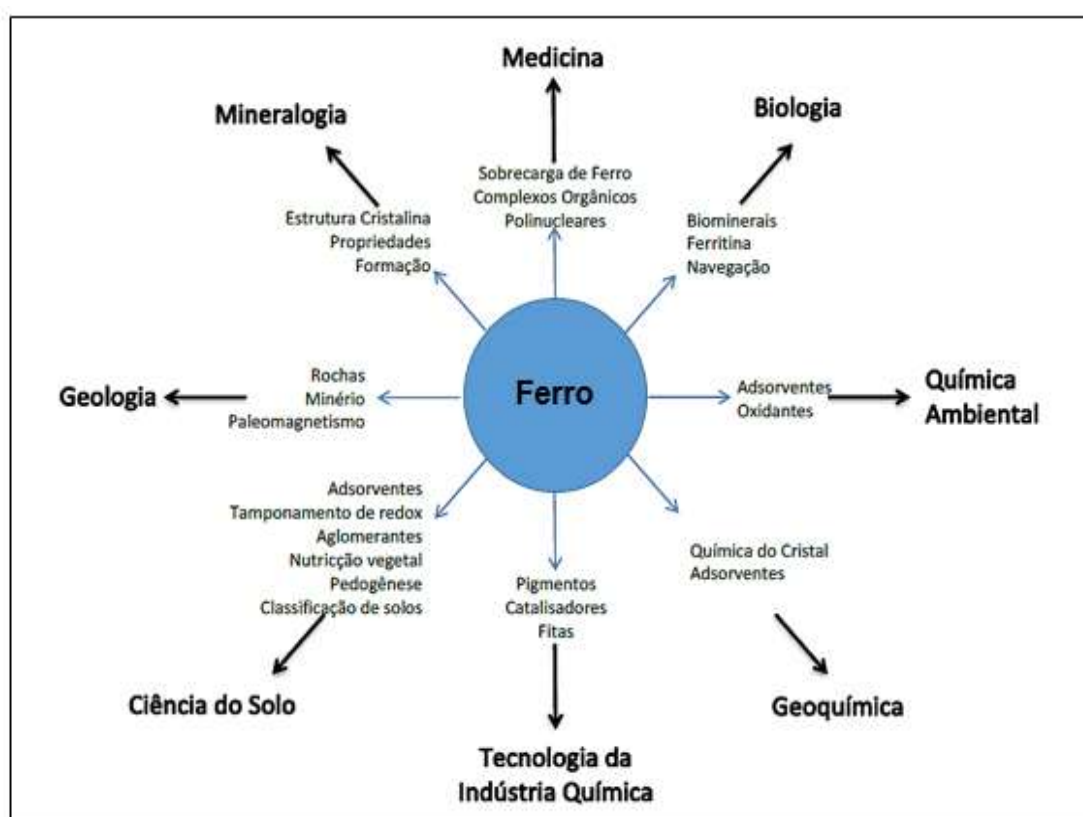 Medicina
Mineralogia
Biologia
Sobrecarga de Ferro
Complexos Orgânicos
Polinucleares
Estrutura Cristalina
Propriedades
Formação
Biominerais
Ferritina
Navegação
Ferro
Geologia
Rochas
Minério
Paleomagnetismo
Adsorventes
Oxidantes
Química
Ambiental
Adsorventes
Tamponamento de redox
Aglomerantes
Nutricção vegetal
Pedogênese
Classificação de solos
Pigmentos
Catalisadores
Fitas
Química do Cristal
Adsorventes
Ciência do Solo
Geoquímica
Tecnologia da
Indústria Química